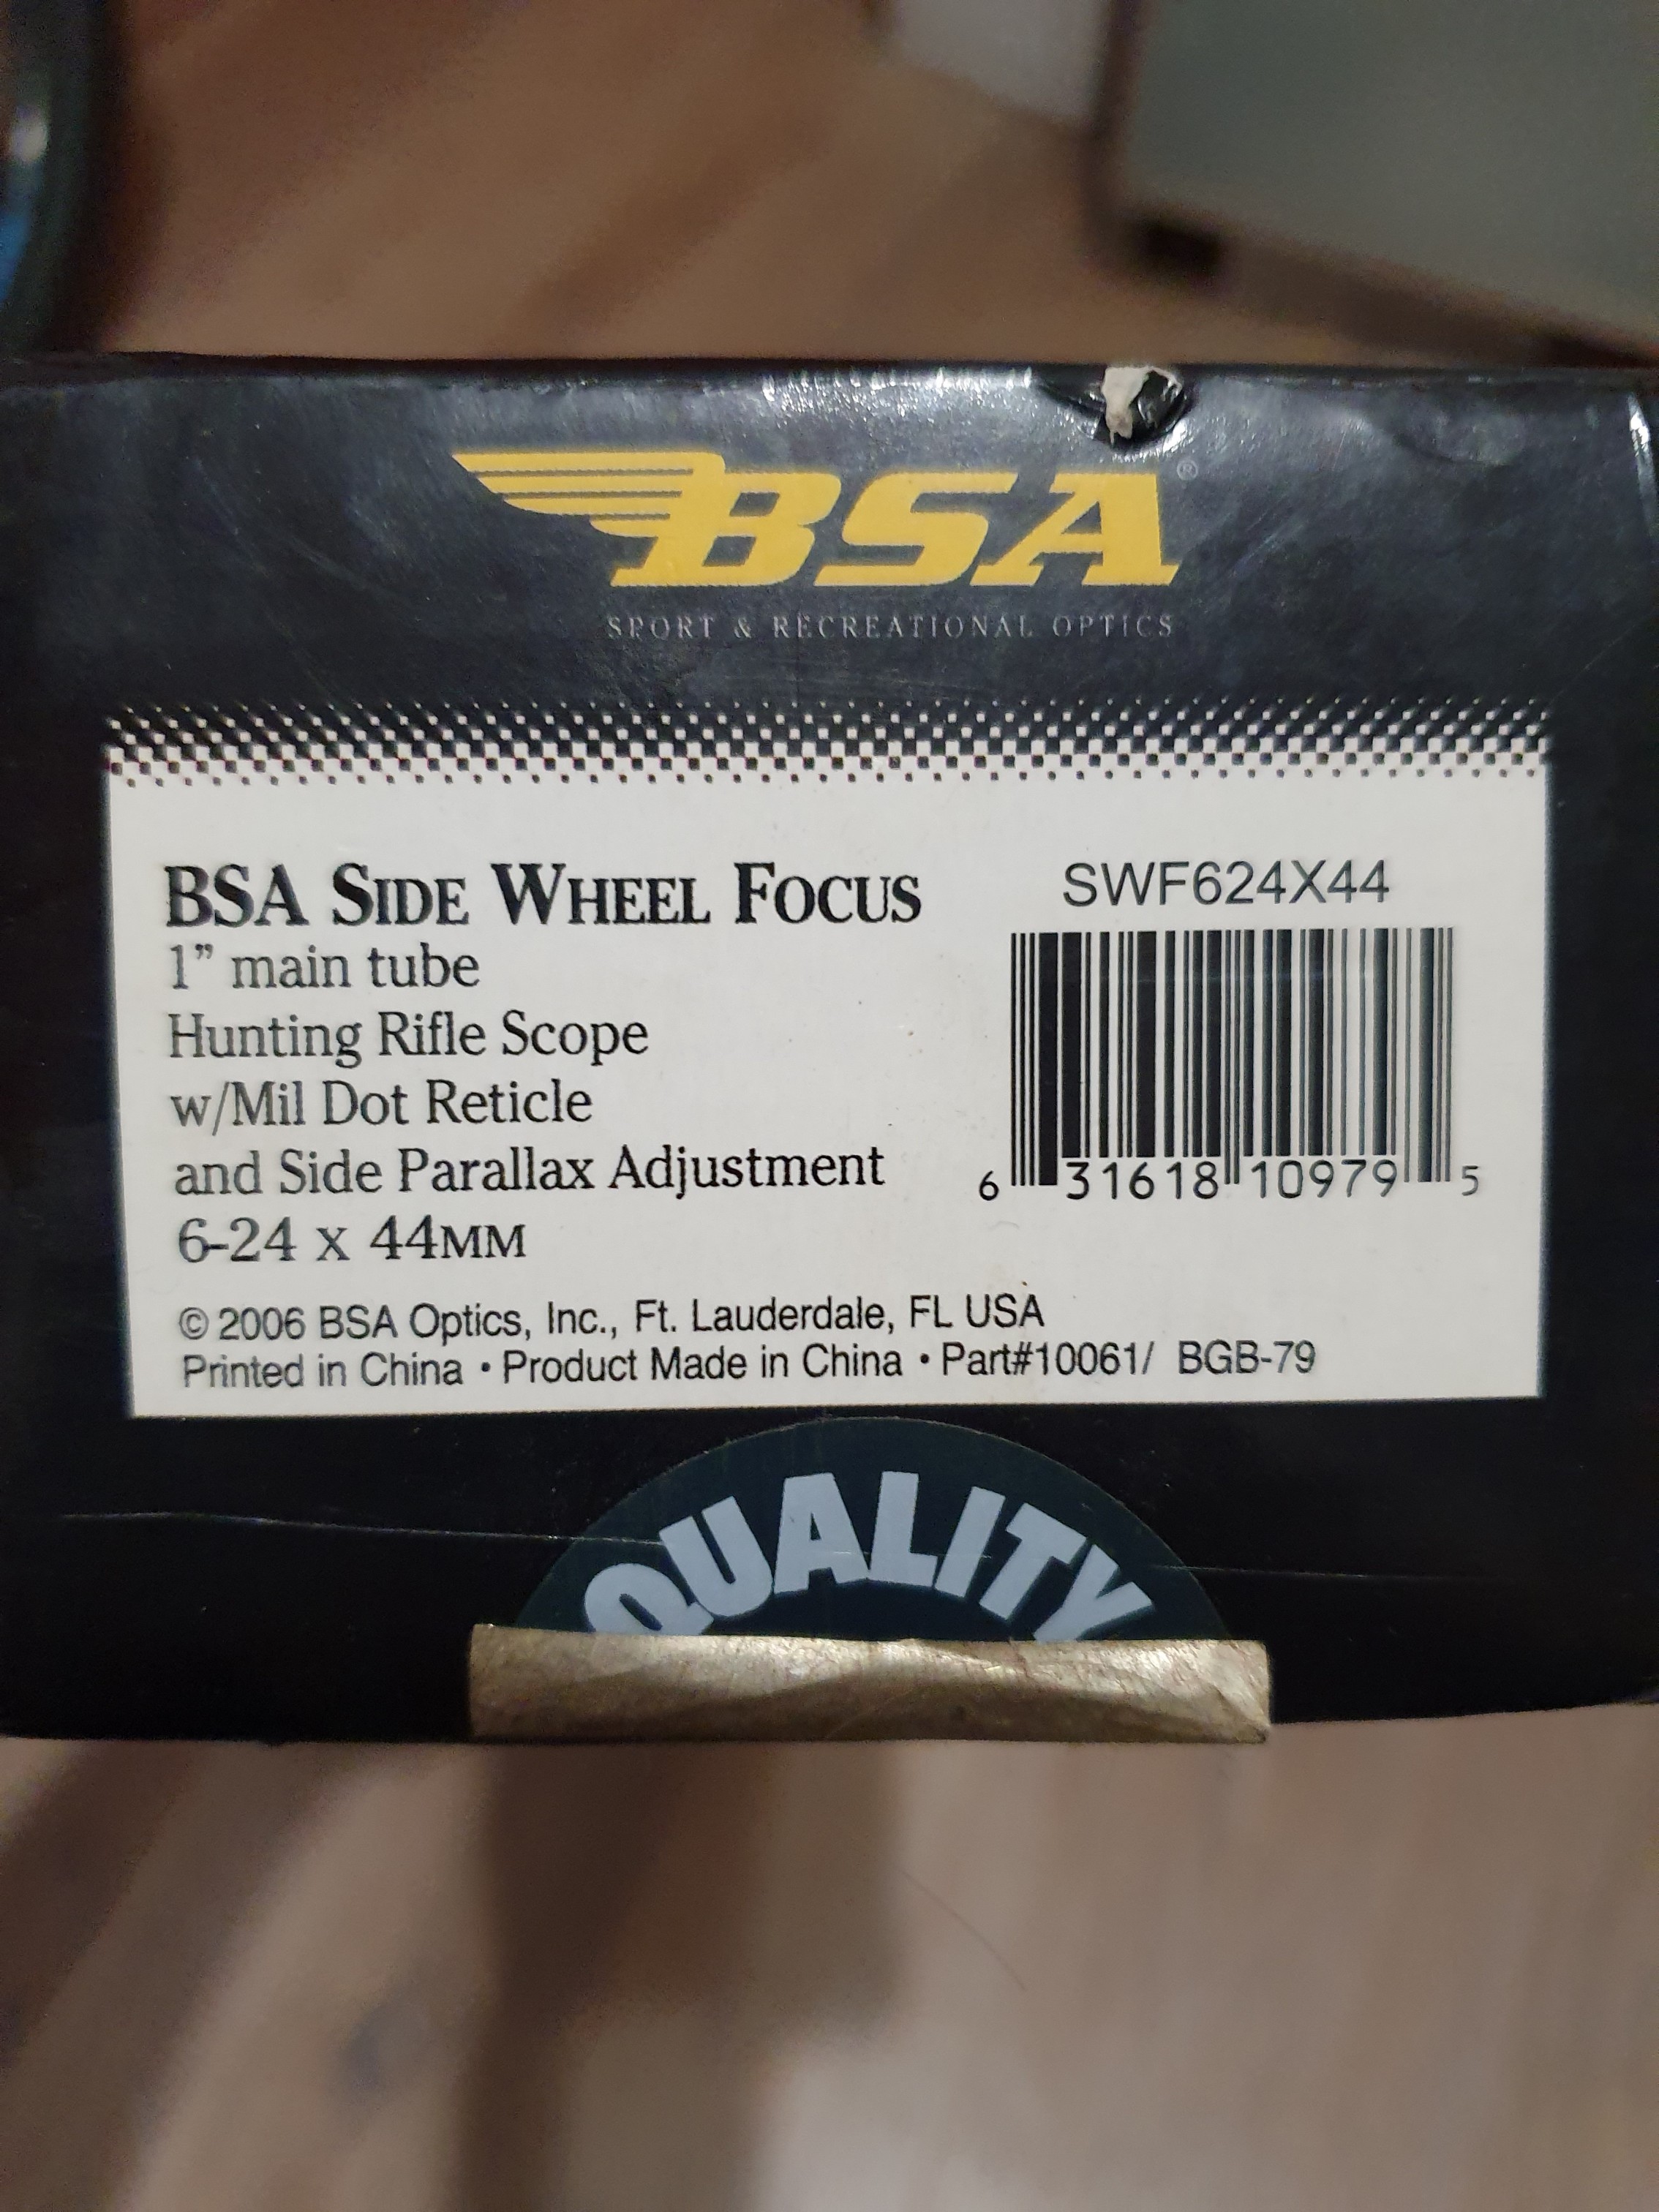 BSA®
SPORT & RECREATIONAL OPTICS
BSA SIDE WHEEL FOCUS
1” main tube
Hunting Rifle Scope
w/Mil Dot Reticle
and Side Parallax Adjustment
6-24 x 44MM
SWF624X44
6 31618 10979 5
© 2006 BSA Optics, Inc., Ft. Lauderdale, FL USA
Printed in China • Product Made in China • Part#10061/ BGB-79
QUALITY